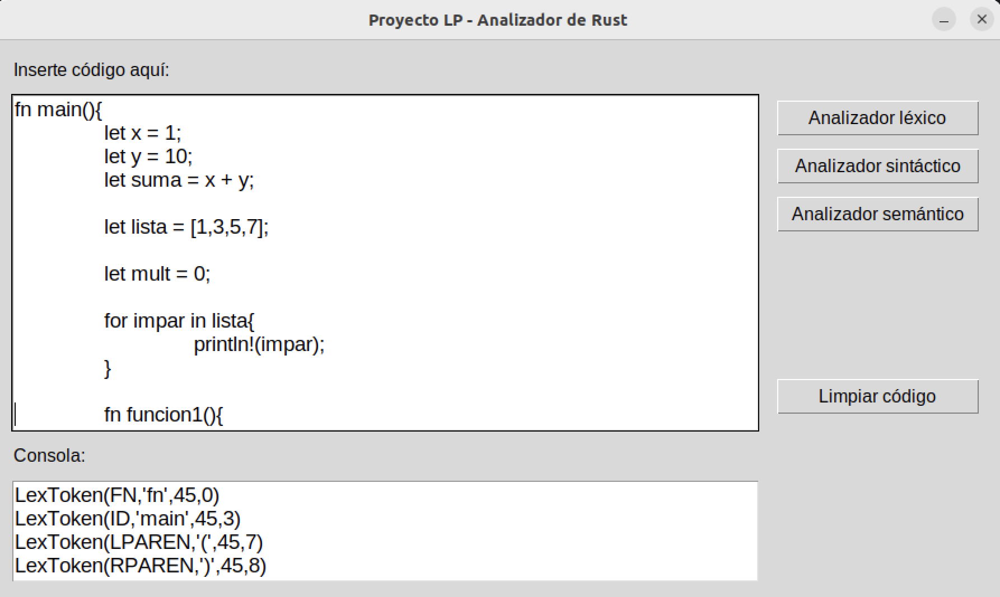 Proyecto LP - Analizador de Rust
Inserte código aquí:
fn main(){
let x = 1;
let y = 10;
let suma = x + y;
let lista = [1,3,5,7];
let mult = 0;
for impar in lista{
println!(impar);
}
fn funcion1(){
Analizador léxico
Analizador sintáctico
Analizador semántico
Limpiar código
Consola:
LexToken(FN,'fn',45,0)
LexToken(ID,'main',45,3)
LexToken(LPAREN,'(',45,7)
LexToken(RPAREN,')',45,8)